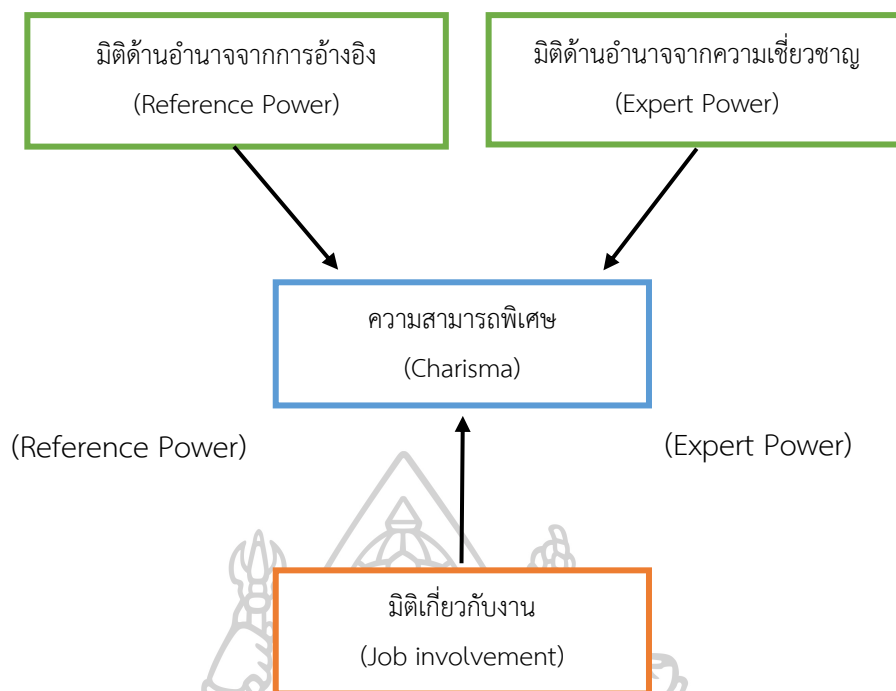 มิติด้านอำนาจจากการอ้างอิง
(Reference Power)
มิติด้านอำนาจจากความเชี่ยวชาญ
(Expert Power)
ความสามารถพิเศษ
(Charisma)
(Reference Power)
(Expert Power)
มิติเกี่ยวกับงาน
(Job involvement)